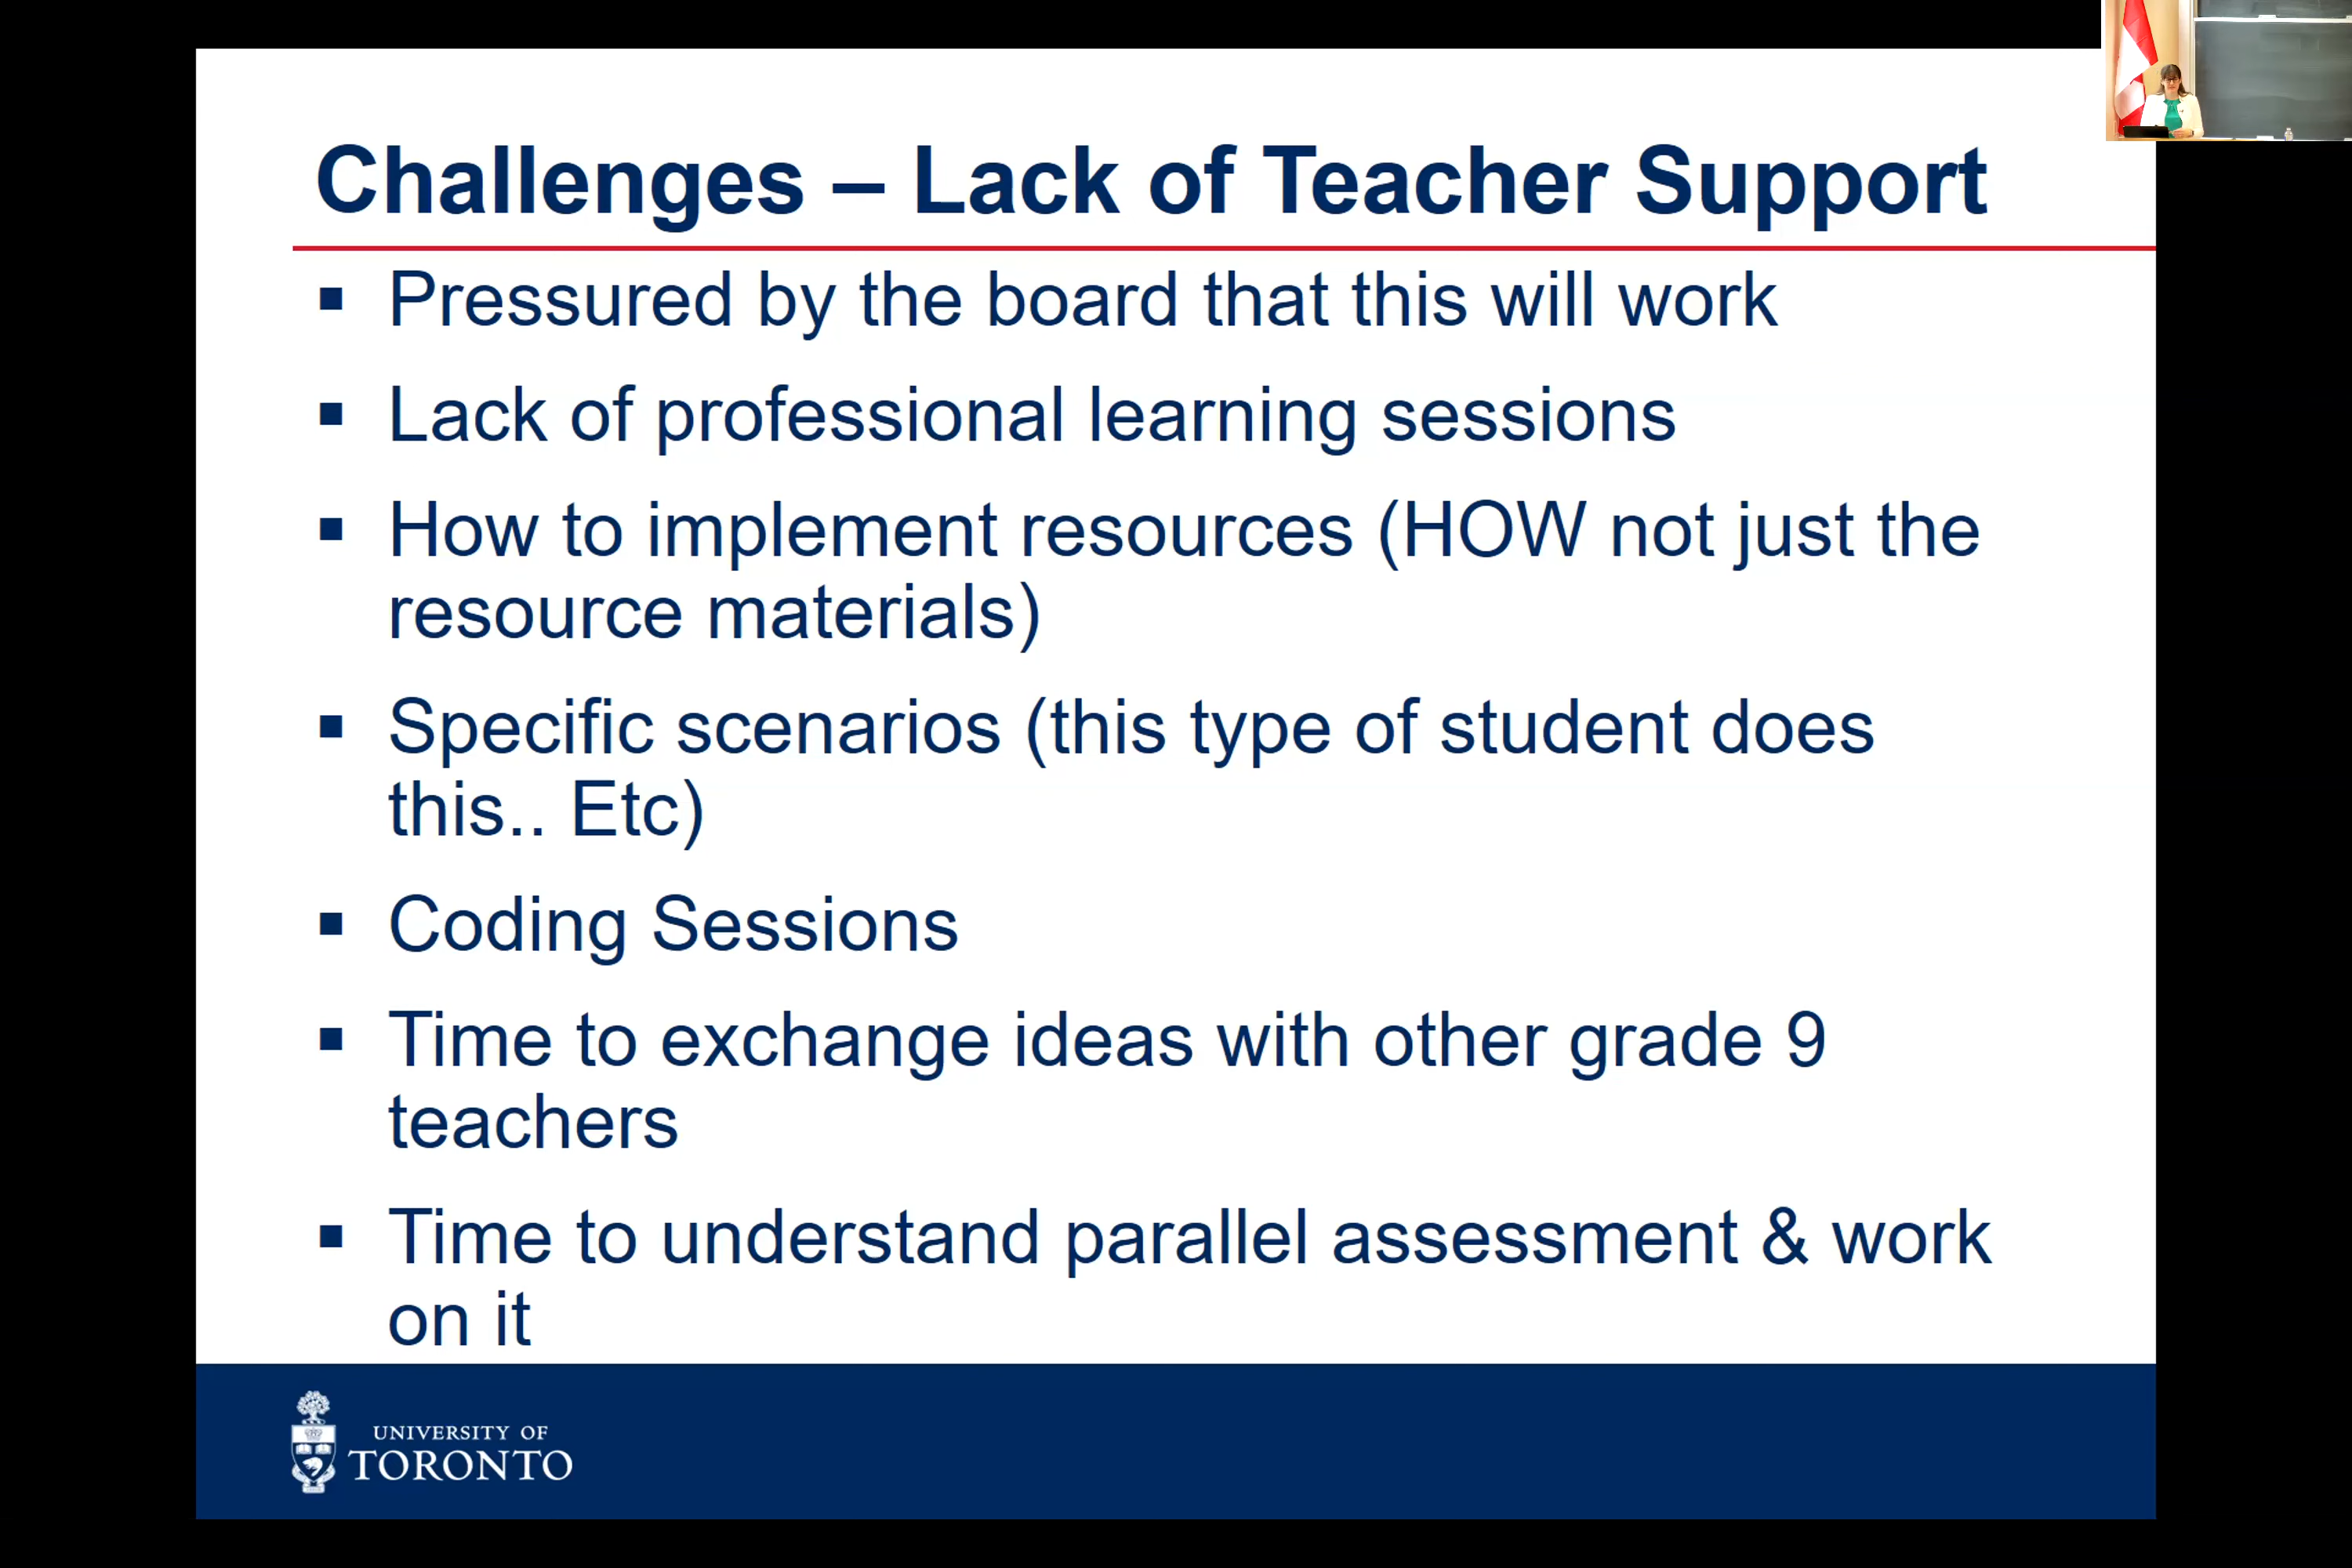 Challenges – Lack of Teacher Support
▪ Pressured by the board that this will work
▪ Lack of professional learning sessions
▪ How to implement resources (HOW not just the
resource materials)
▪ Specific scenarios (this type of student does
this.. Etc)
▪ Coding Sessions
▪ Time to exchange ideas with other grade 9
teachers
▪ Time to understand parallel assessment & work
on it
UNIVERSITY OF
TORONTO